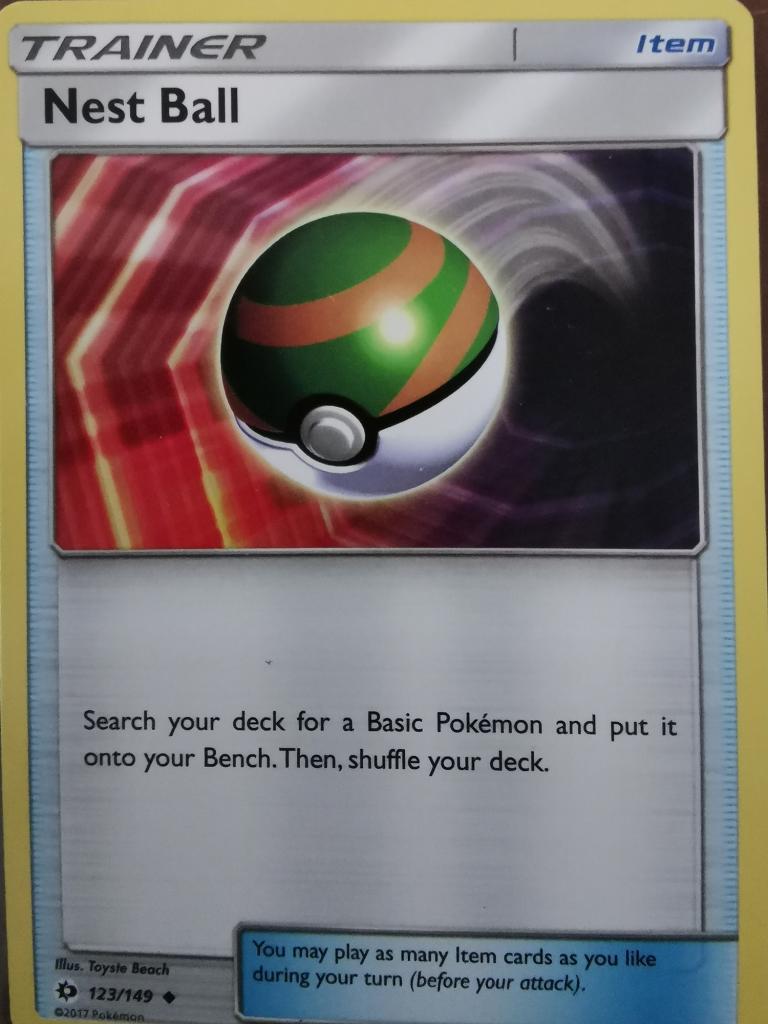 TRAINER
Item
Nest Ball
Search your deck for a Basic Pokémon and put it
onto your Bench. Then, shuffle your deck.
You may play as many Item cards as you like
during your turn (before your attack).
Illus. Toyste Beach
123/149
©2017 Pokémon